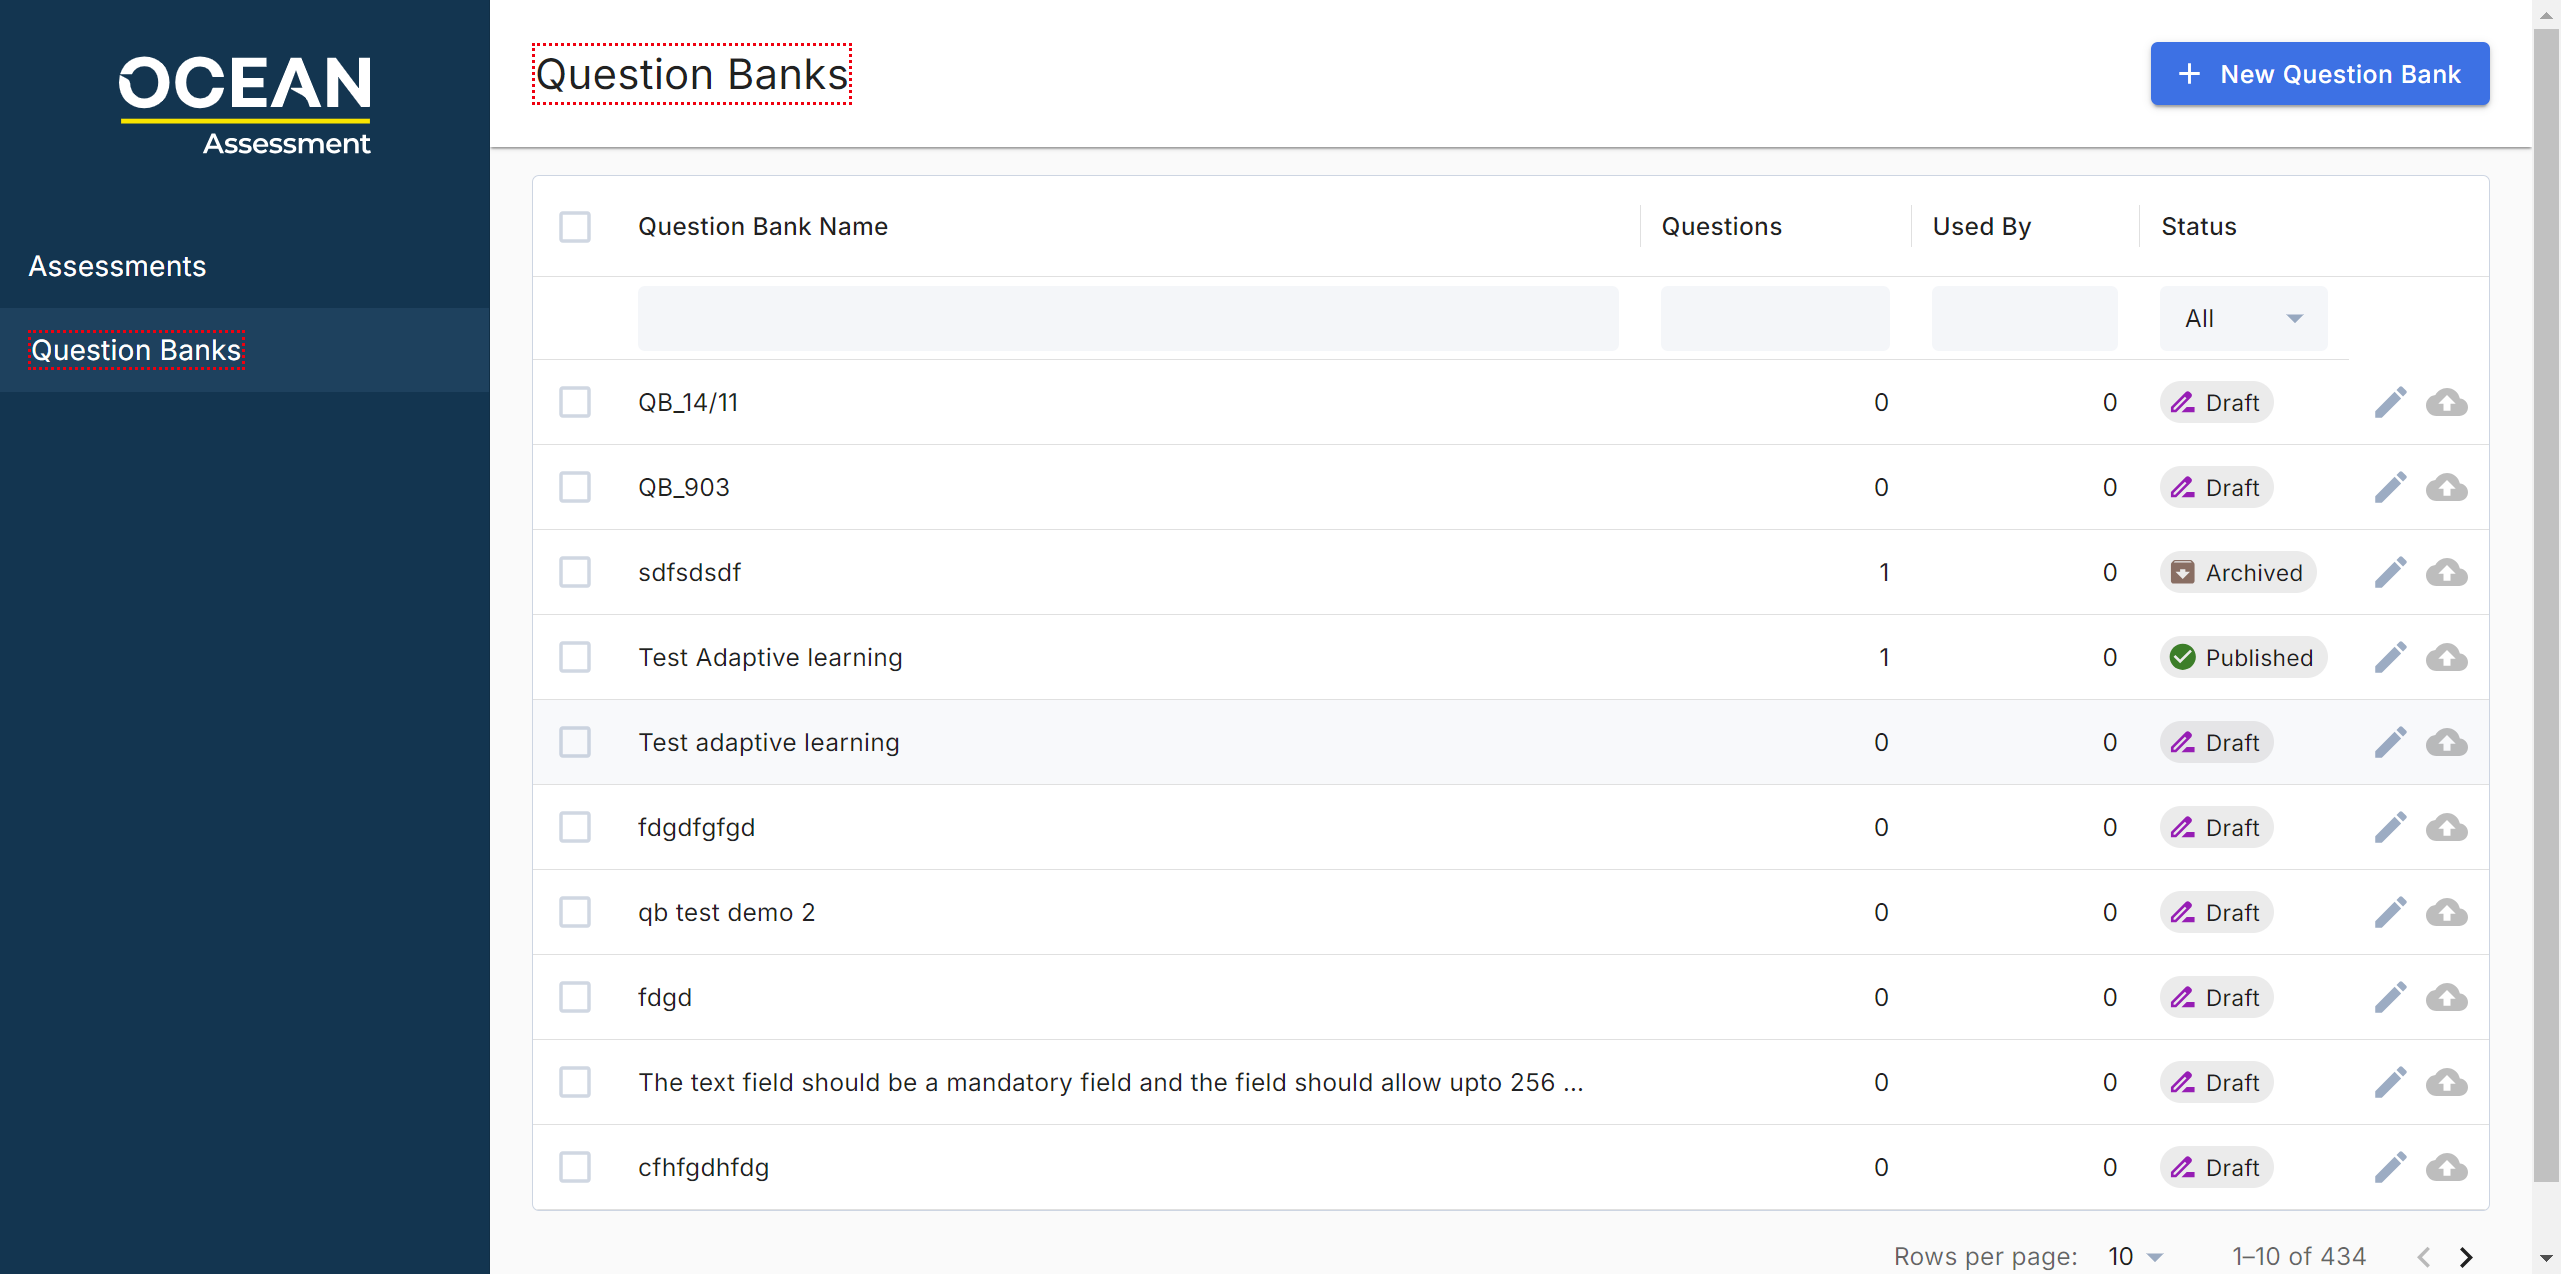 OCEAN
Assessment
Assessments
Question Banks
Question Banks
New Question Bank
Question Bank Name Questions Used By Status
All
QB_14/11 0 0 Draft
QB_903 0 0 Draft
sdfsdsdf 1 0 Archived
Test Adaptive learning 1 0 Published
Test adaptive learning 0 0 Draft
fdgdfgfgd 0 0 Draft
qb test demo 2 0 0 Draft
fdgd 0 0 Draft
The text field should be a mandatory field and the field should allow upto 256 ... 0 0 Draft
cfhfgdhfdg 0 0 Draft
Rows per page: 10 1–10 of 434